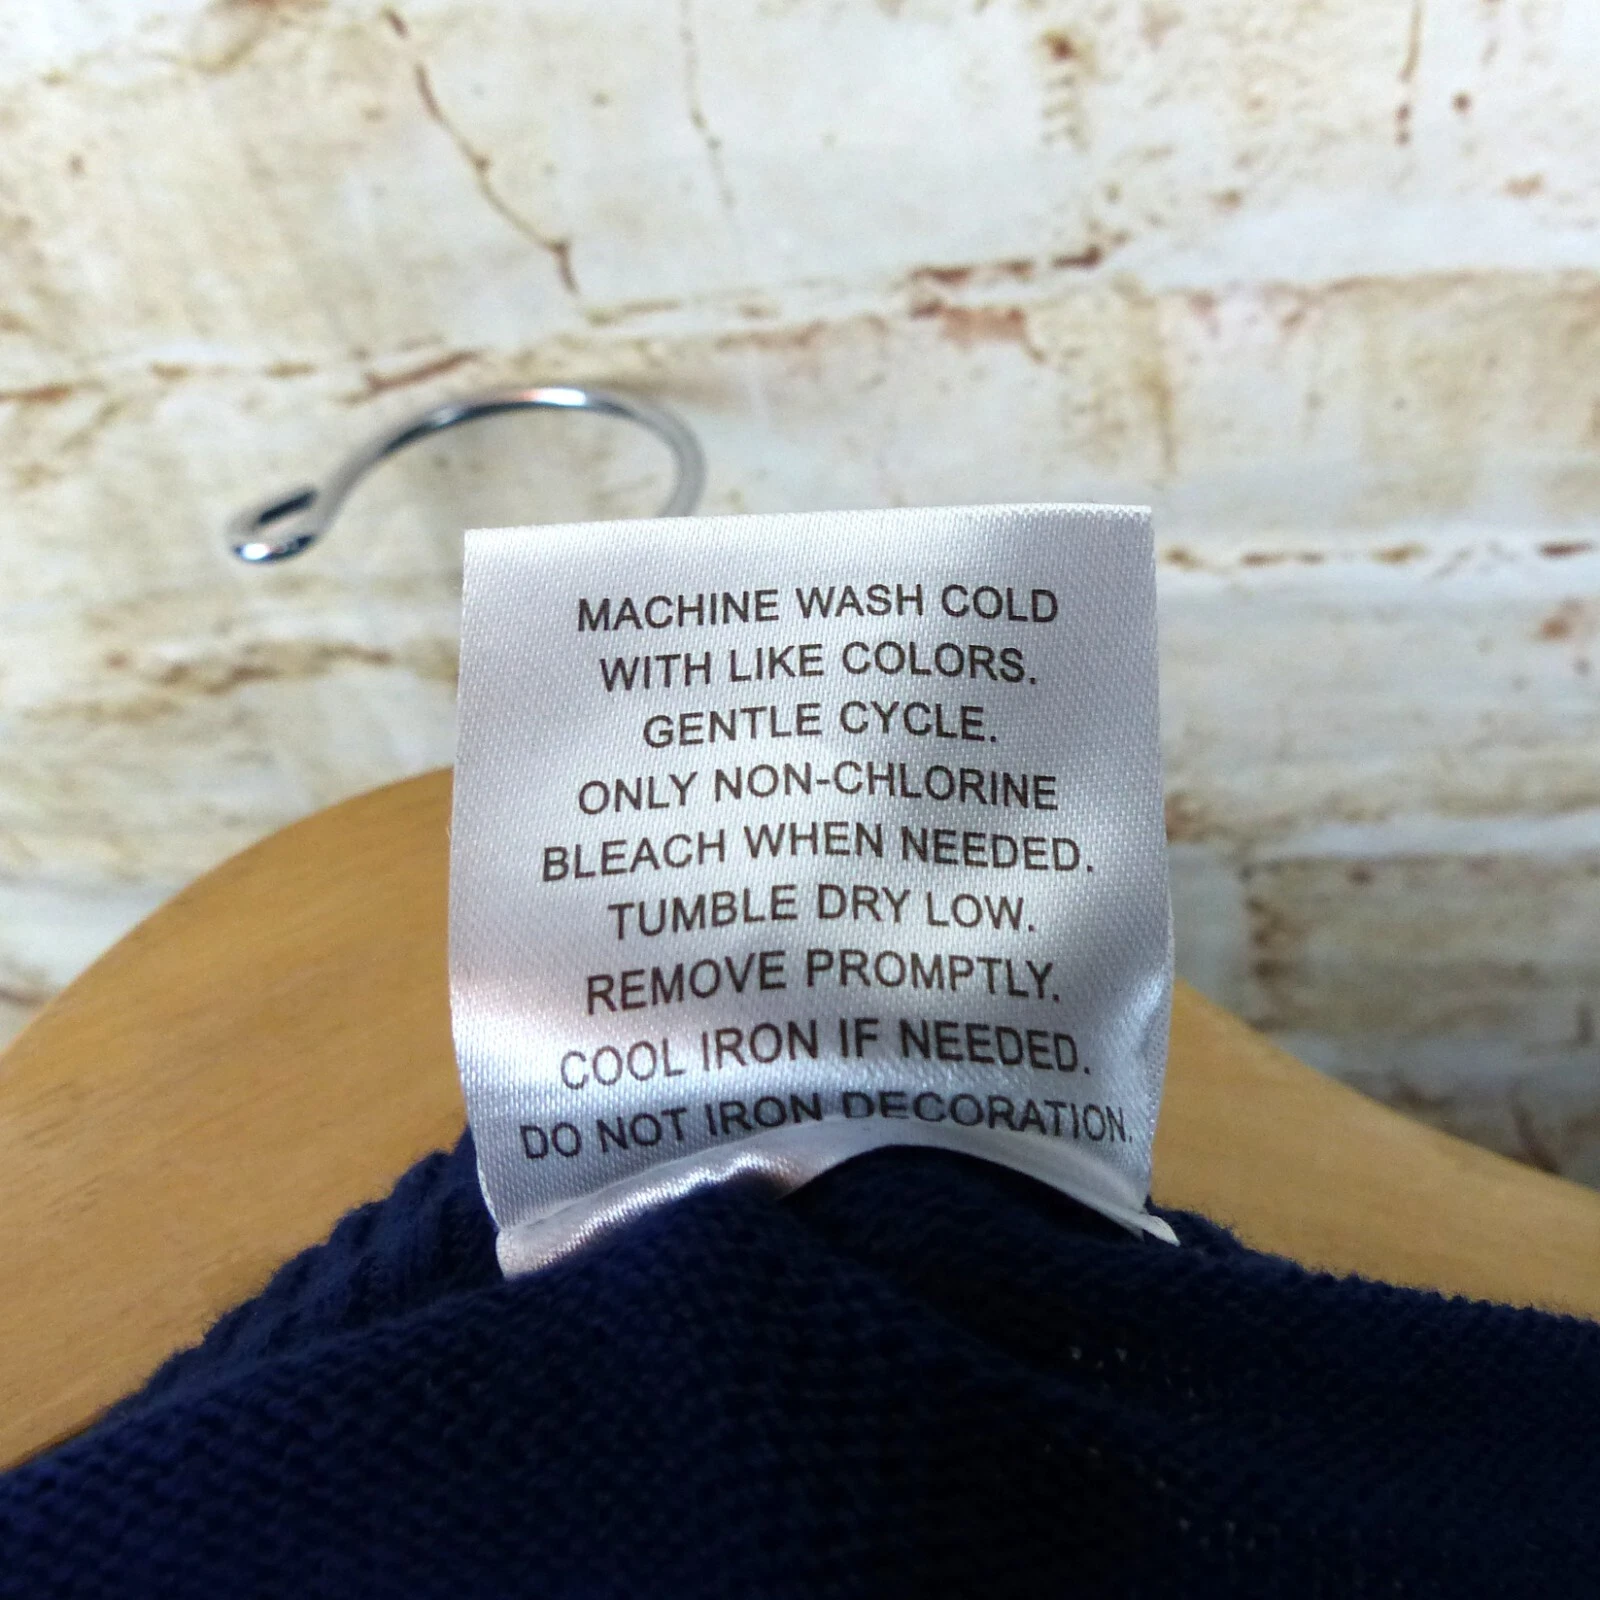 MACHINE WASH COLD
WITH LIKE COLORS.
GENTLE CYCLE.
ONLY NON-CHLORINE
BLEACH WHEN NEEDED.
TUMBLE DRY LOW.
REMOVE PROMPTLY.
COOL IRON IF NEEDED.
DO NOT IRON DECORATION.